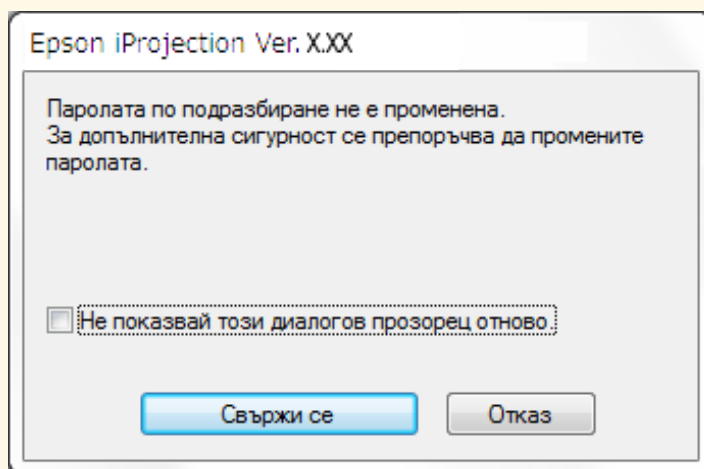 Epson iProjection Ver. X.XX
Паролата по подразбиране не е променена.
За допълнителна сигурност се препоръчва да промените
паролата.
Не показвай този диалогов прозорец отново.
Свържи се
Отказ